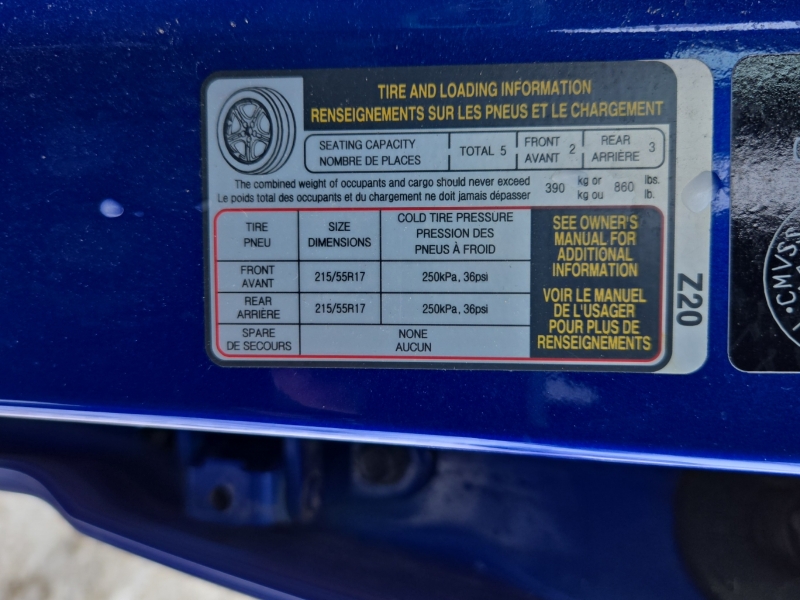 TIRE AND LOADING INFORMATION
RENSEIGNEMENTS SUR LES PNEUS ET LE CHARGEMENT
SEATING CAPACITY
NOMBRE DE PLACES
TOTAL 5
FRONT
AVANT 2
REAR
ARRIÈRE 3
The combined weight of occupants and cargo should never exceed 390 kg or 860 lbs.
Le poids total des occupants et du chargement ne doit jamais dépasser kg ou lb.
TIRE
PNEU
SIZE
DIMENSIONS
COLD TIRE PRESSURE
PRESSION DES
PNEUS À FROID
FRONT
AVANT
215/55R17
250kPa, 36psi
REAR
ARRIÈRE
215/55R17
250kPa, 36psi
SPARE
DE SECOURS
NONE
AUCUN
SEE OWNER'S
MANUAL FOR
ADDITIONAL
INFORMATION
VOIR LE MANUEL
DE L'USAGER
POUR PLUS DE
RENSEIGNEMENTS
Z20
CMVS